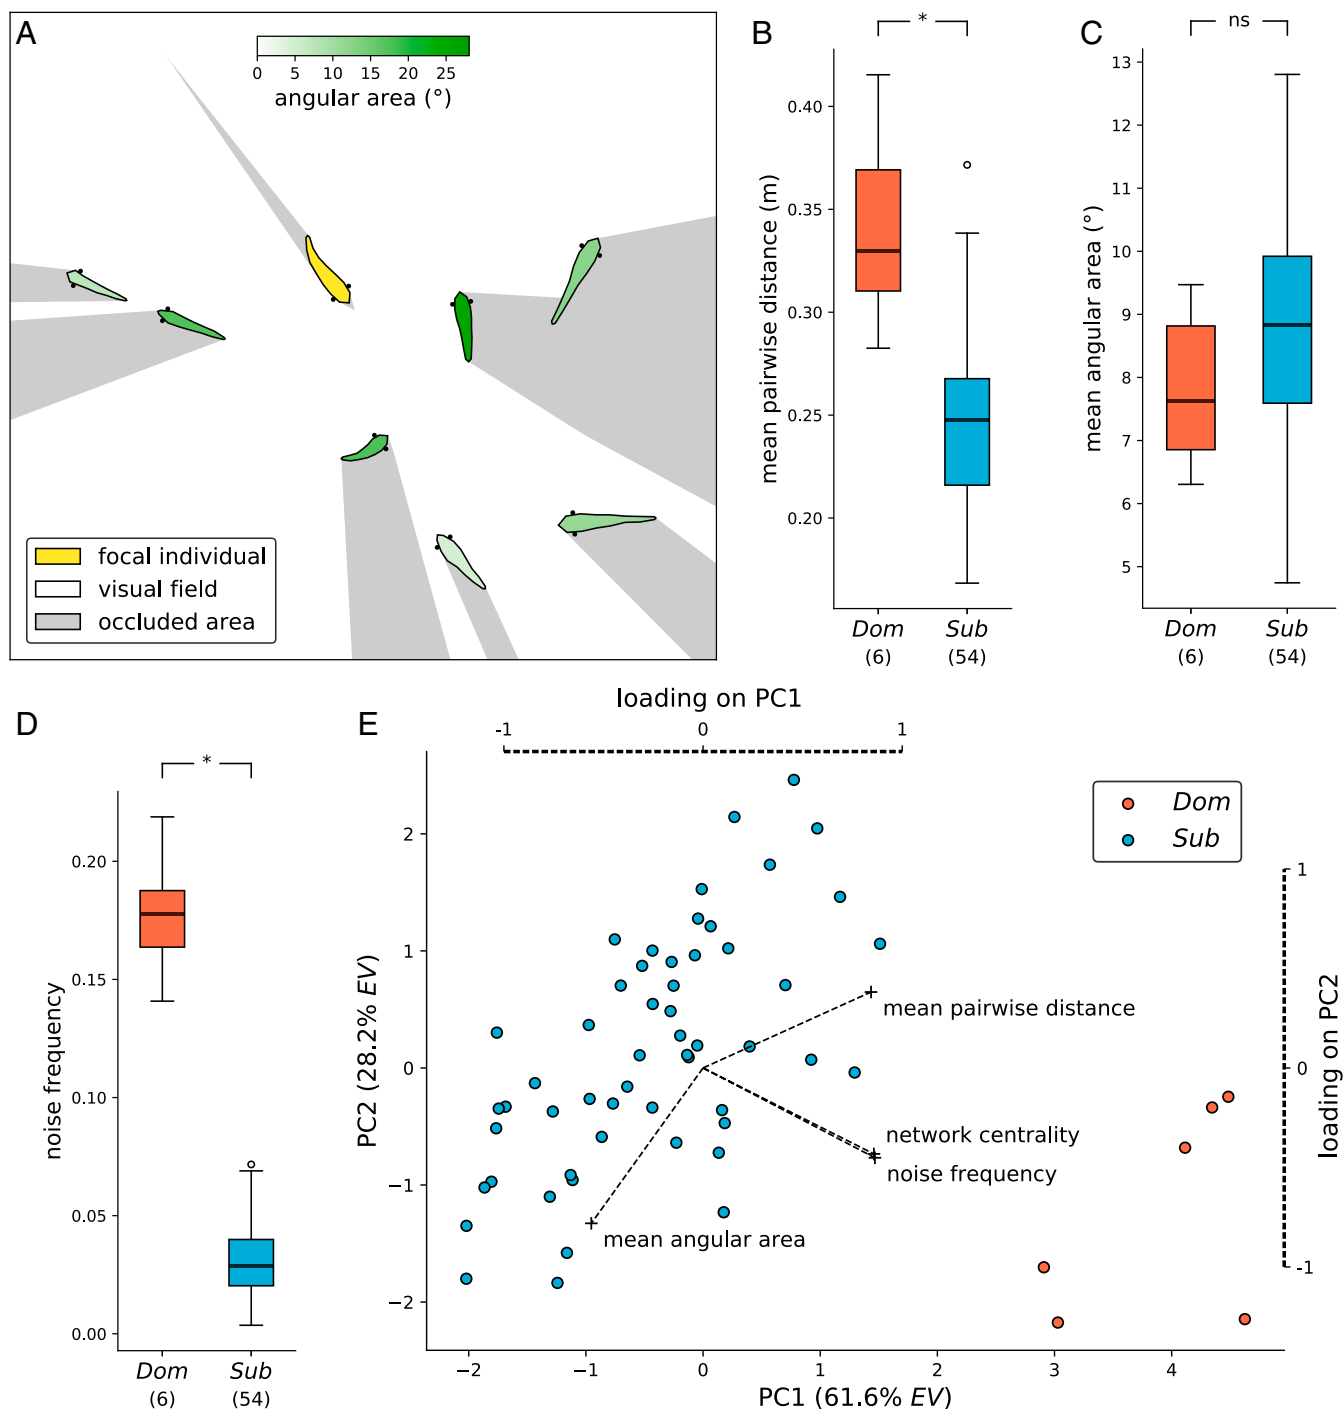 A
0 5 10 15 20 25
angular area (°)
focal individual
visual field
occluded area
B
*
mean pairwise distance (m)
0.40
0.35
0.30
0.25
0.20
Dom Sub
(6) (54)
C
ns
mean angular area (°)
13
12
11
10
9
8
7
6
5
Dom Sub
(6) (54)
D
*
noise frequency
0.20
0.15
0.10
0.05
0.00
Dom Sub
(6) (54)
E
loading on PC1
-1 0 1
Dom
Sub
PC2 (28.2% EV)
2
1
0
−1
−2
mean pairwise distance
network centrality
noise frequency
mean angular area
1
0
-1
loading on PC2
−2 −1 0 1 2 3 4
PC1 (61.6% EV)